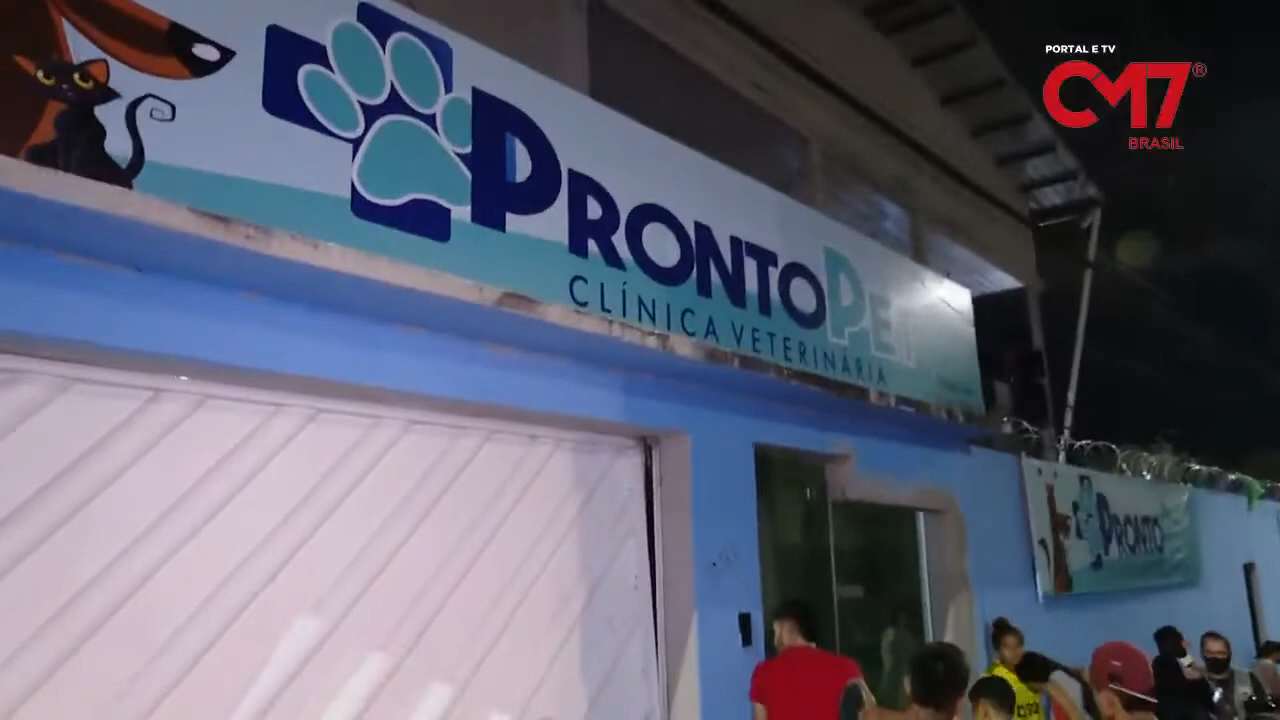 PORTAL E TV
CM7®
BRASIL
PRONTOPET
CLÍNICA VETERINÁRIA
PRONTO